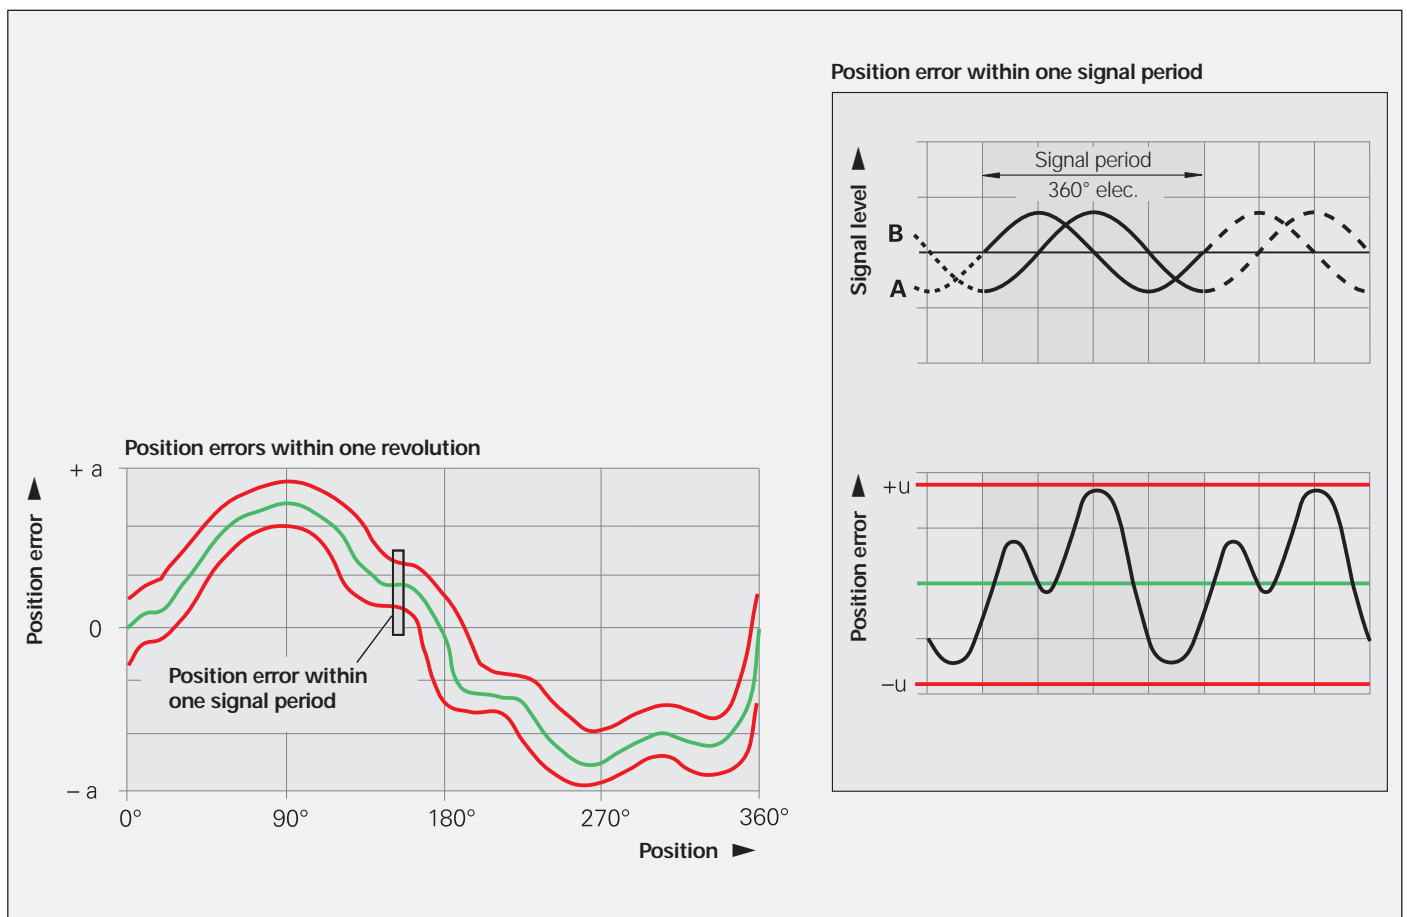 Position error within one signal period
Signal level
Signal period
360° elec.
B
A
Position errors within one revolution
Position error
+ a
0
− a
Position error within
one signal period
0°
90°
180°
270°
360°
Position
Position error
+u
−u